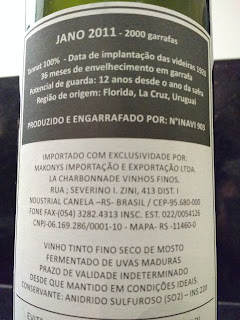 JANO 2011 - 2000 garrafas
Tannat 100% - Data de implantação das videiras
36 meses de envelhecimento em garrafa
Potencial de guarda: 12 anos desde o ano da safra
Região de origem: Florida, La Cruz, Uruguai
PRODUZIDO E ENGARRAFADO POR: N°INAVI 903
IMPORTADO COM EXCLUSIVIDADE POR:
MAKONYS IMPORTAÇÃO E EXPORTAÇÃO LTDA.
LA CHARBONNADE VINHOS FINOS.
RUA ; SEVERINO I. ZINI, 413 DIST. I
NDUSTRIAL CANELA –RS- BRASIL / CEP-95.680-000
FONE FAX-(054) 3282.4313 INSC. EST. 022/0054126
CNPJ-06.169.286/0001-10 - MAPA- RS -11460-0
VINHO TINTO FINO SECO DE MOSTO
FERMENTADO DE UVAS MADURAS
PRAZO DE VALIDADE INDETERMINADO
DESDE QUE MANTIDO EM CONDIÇÕES IDEAIS.
CONSERVANTE: ANIDRIDO SULFUROSO (SO2) – INS 220